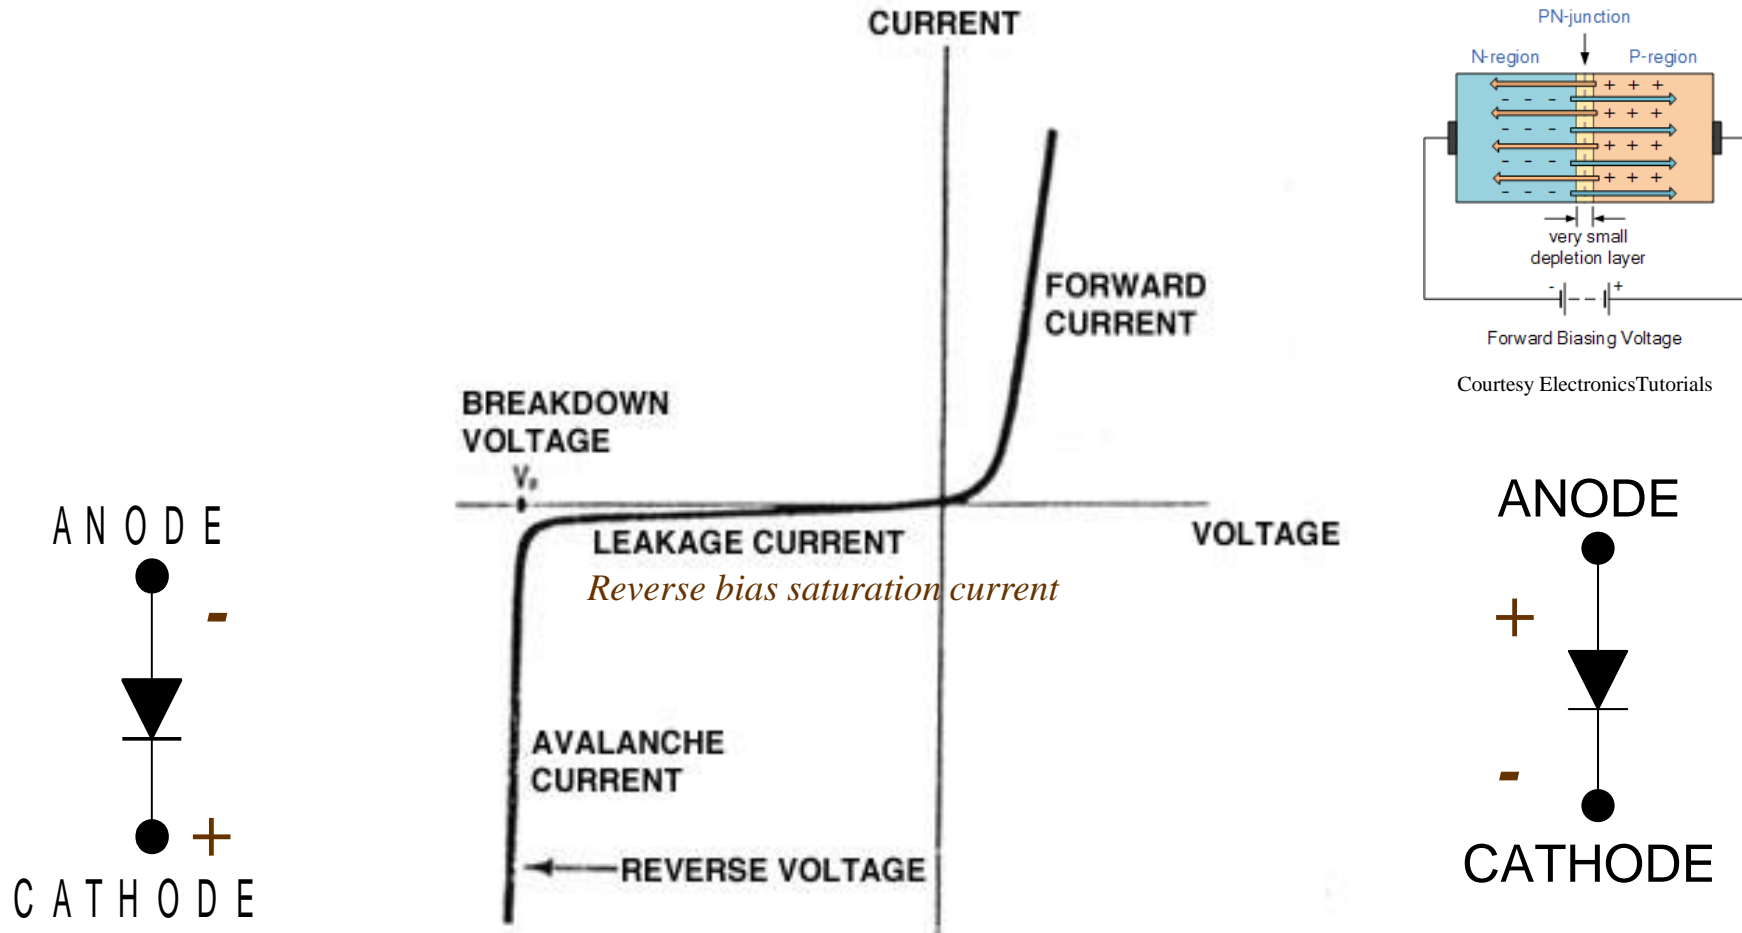 CURRENT
PN-junction
N-region P-region
+ + +
- - -
+ + +
- - -
+ + +
- - -
+ + +
- - -
very small
depletion layer
- +
Forward Biasing Voltage
Courtesy ElectronicsTutorials
FORWARD
CURRENT
BREAKDOWN
VOLTAGE
VOLTAGE
LEAKAGE CURRENT
Reverse bias saturation current
AVALANCHE
CURRENT
REVERSE VOLTAGE
ANODE
-
+
CATHODE
ANODE
+
-
CATHODE